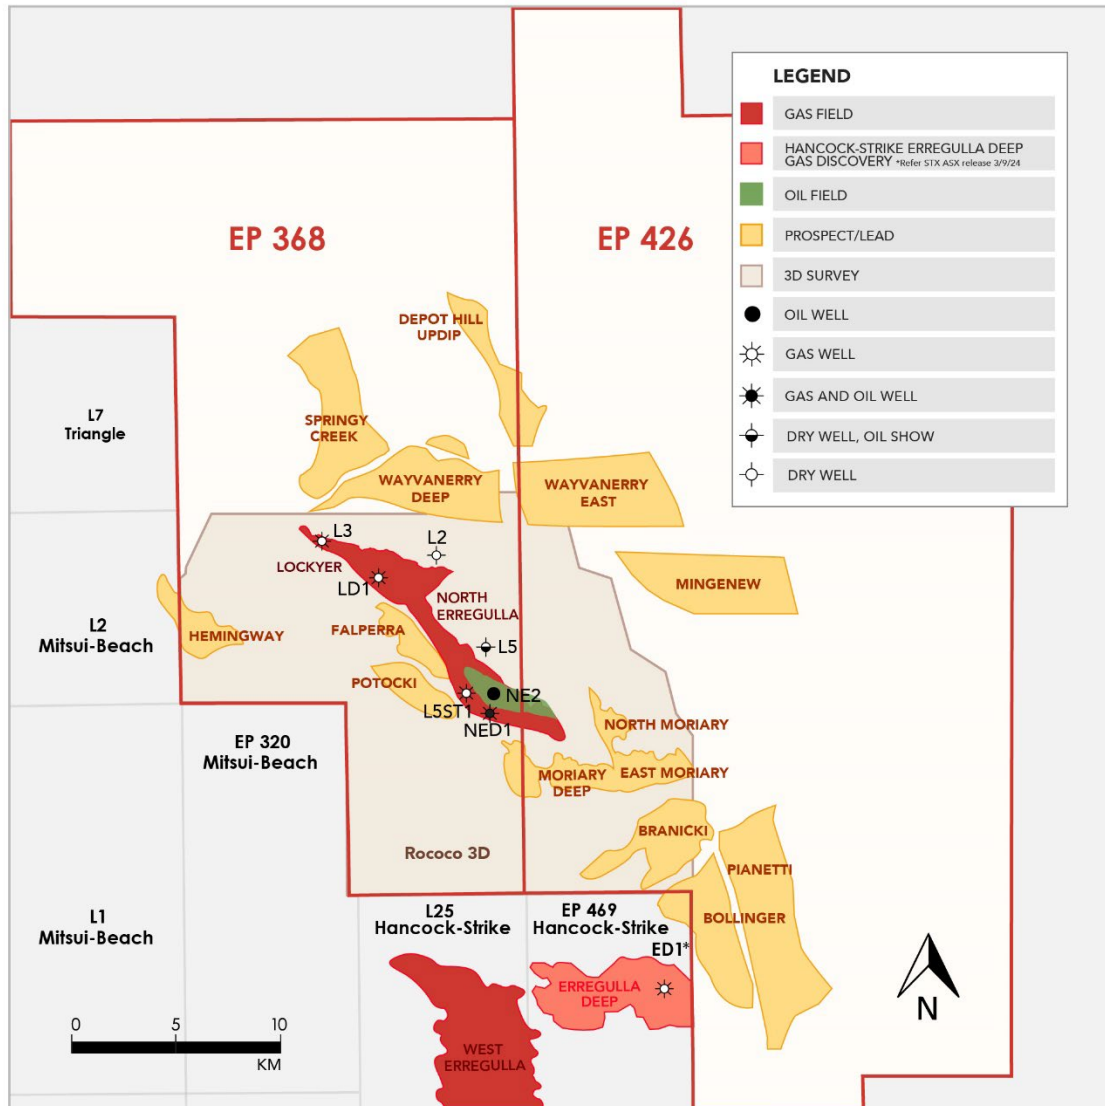 LEGEND
GAS FIELD
HANCOCK-STRIKE ERREGULLA DEEP
GAS DISCOVERY *Refer STX ASX release 3/9/24
OIL FIELD
PROSPECT/LEAD
3D SURVEY
OIL WELL
GAS WELL
GAS AND OIL WELL
DRY WELL, OIL SHOW
DRY WELL
EP 368
EP 426
DEPOT HILL
UPDIP
L7
Triangle
SPRINGY
CREEK
WAYVANERRY
DEEP
WAYVANERRY
EAST
L3
L2
LOCKYER
LD1
MINGENEW
NORTH
ERREGULLA
L2
Mitsui-Beach
HEMINGWAY
FALPERRA
L5
POTOCKI
NE2
L5ST1
NED1
NORTH MORIARY
EP 320
Mitsui-Beach
MORIARY
DEEP
EAST MORIARY
BRANICKI
Rococo 3D
PIANETTI
L1
Mitsui-Beach
L25
Hancock-Strike
EP 469
Hancock-Strike
BOLLINGER
ED1*
ERREGULLA
DEEP
N
0 5 10
KM
WEST
ERREGULLA